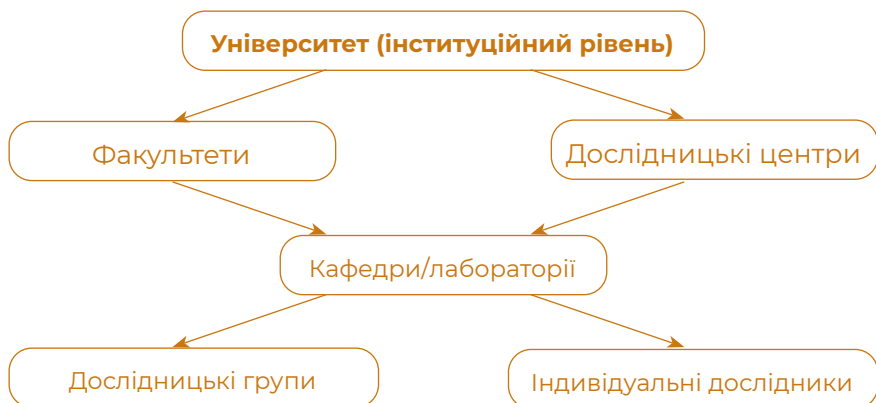 Університет (інституційний рівень)
Факультети
Дослідницькі центри
Кафедри/лабораторії
Дослідницькі групи
Індивідуальні дослідники